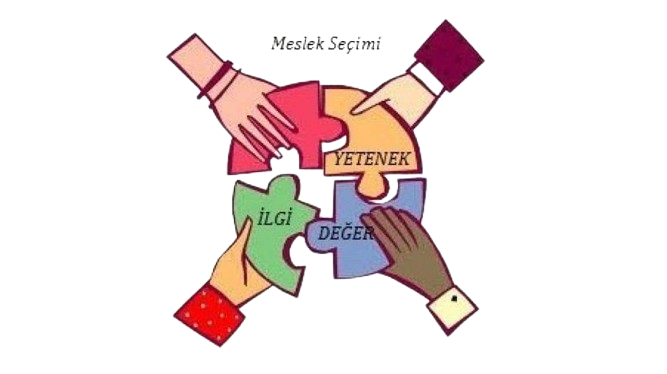 Meslek Seçimi
YETENEK
İLGİ
DEĞER